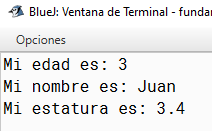 BlueJ: Ventana de Terminal - fundar
Opciones
Mi edad es: 3
Mi nombre es: Juan
Mi estatura es: 3.4